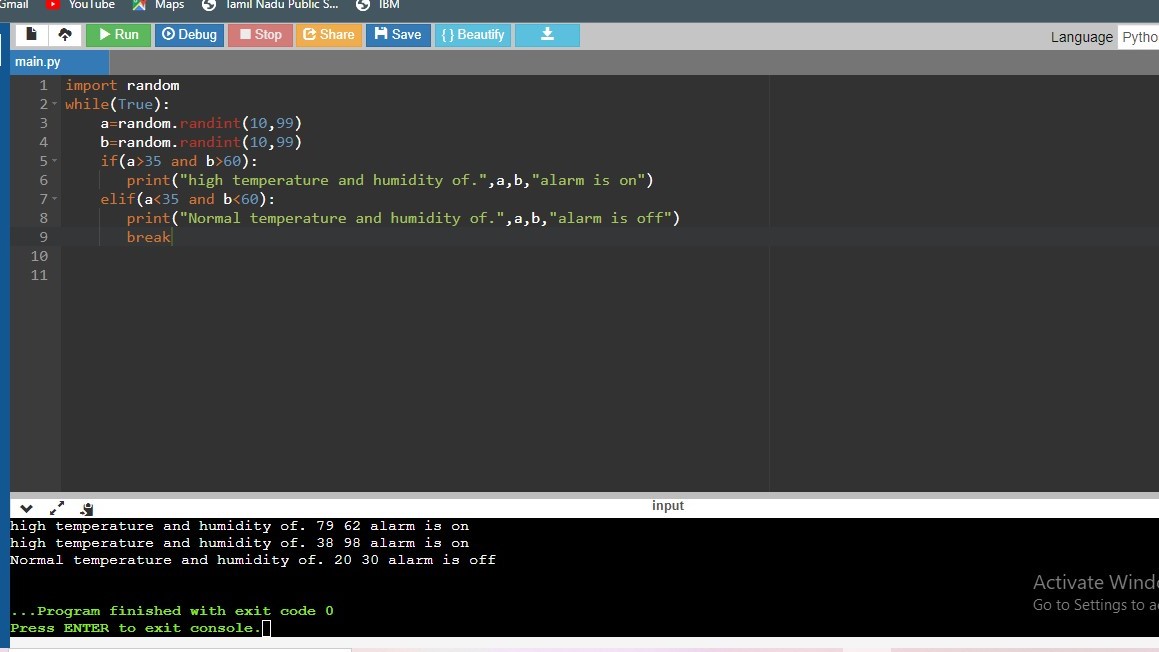 Gmail YouTube Maps Tamil Nadu Public S... IBM
Run Debug Stop Share Save { } Beautify Language Pytho
main.py
1 import random
2 while(True):
3 a=random.randint(10,99)
4 b=random.randint(10,99)
5 if(a>35 and b>60):
6 print("high temperature and humidity of.",a,b,"alarm is on")
7 elif(a<35 and b<60):
8 print("Normal temperature and humidity of.",a,b,"alarm is off")
9 break
10
11
input
high temperature and humidity of. 79 62 alarm is on
high temperature and humidity of. 38 98 alarm is on
Normal temperature and humidity of. 20 30 alarm is off
...Program finished with exit code 0
Press ENTER to exit console.
Activate Windo
Go to Settings to a